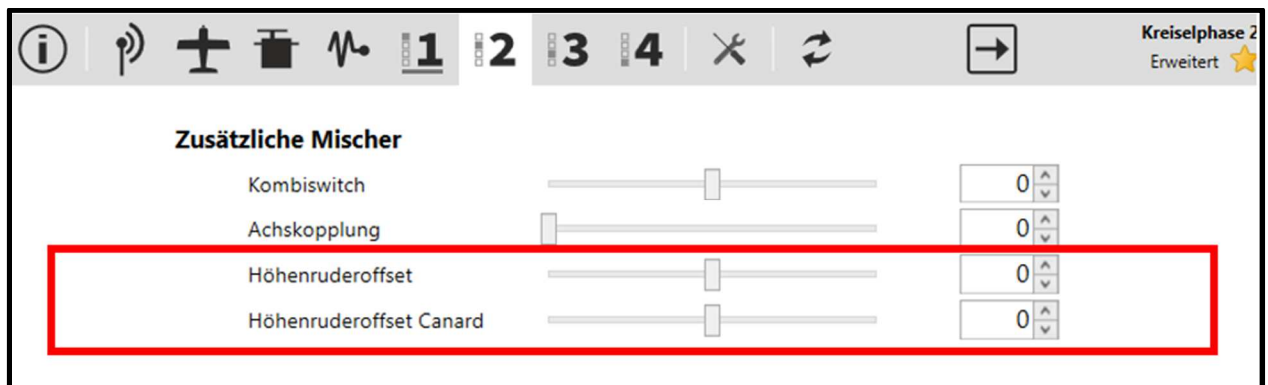 i 1 2 3 4 Kreiselphase 2
Erweitert
Zusätzliche Mischer
Kombiswitch 0
Achskopplung 0
Höhenruderoffset 0
Höhenruderoffset Canard 0